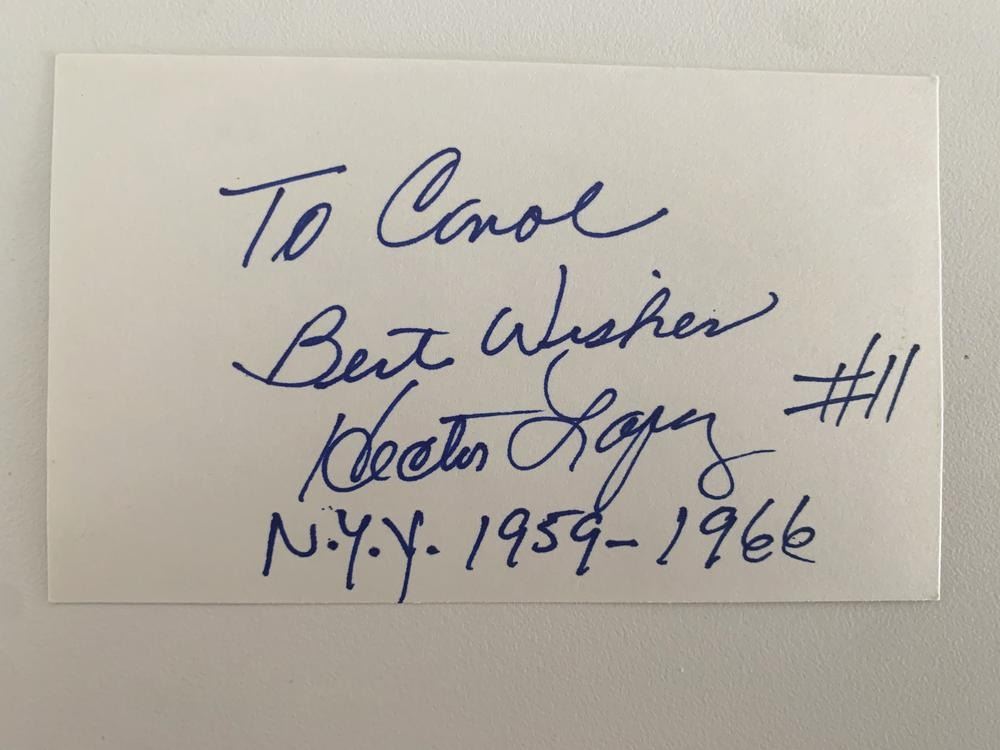 To Carol
Best Wishes
Hector Lopez #11
N.Y.Y. 1959-1966